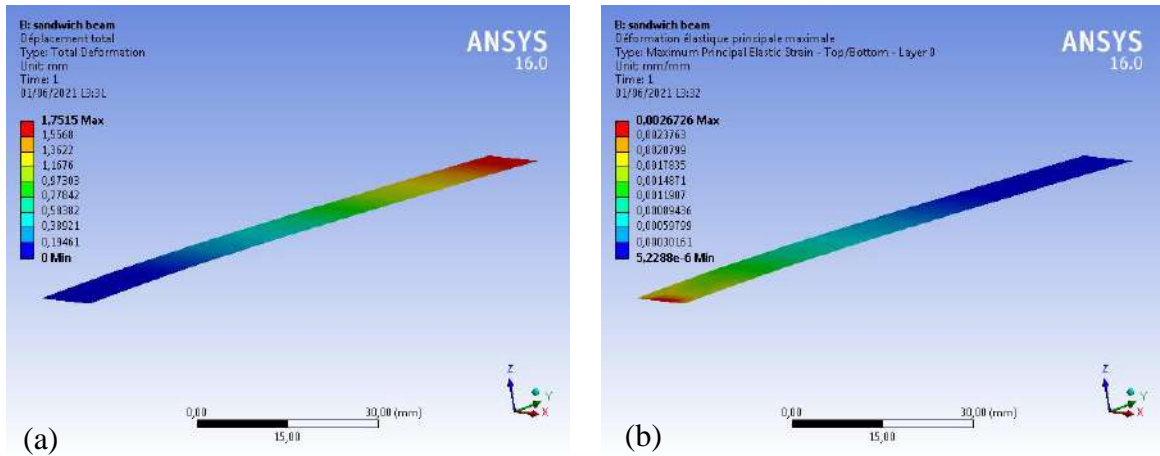 B: sandwich beam
Déplacement total
Type: Total Deformation
Unit: mm
Time: 1
01/06/2021 13:31
ANSYS
16.0
1,7515 Max
1,5568
1,3622
1,1676
0,97303
0,77842
0,58382
0,38921
0,19461
0 Min
Z
Y
X
0,00
30,00 (mm)
15,00
(a)
B: sandwich beam
Déformation élastique principale maximale
Type: Maximum Principal Elastic Strain - Top/Bottom - Layer 0
Unit: mm/mm
Time: 1
01/06/2021 13:32
ANSYS
16.0
0,0026726 Max
0,0023763
0,0020799
0,0017835
0,0014871
0,0011907
0,00089436
0,00059799
0,00030161
5,2288e-6 Min
Z
Y
X
0,00
30,00 (mm)
15,00
(b)